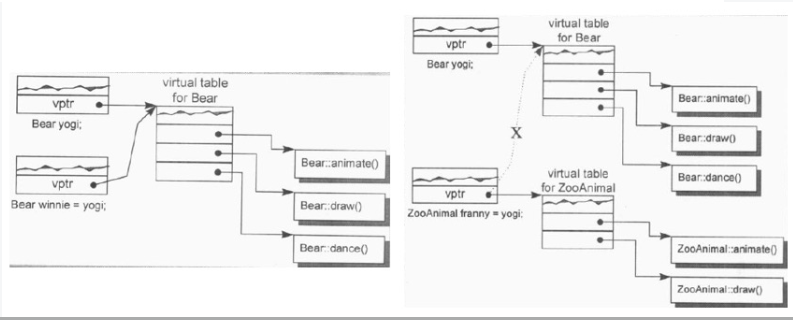 virtual table
for Bear
vptr
Bear yogi;
vptr
Bear winnie = yogi;
Bear::animate()
Bear::draw()
Bear::dance()
virtual table
for Bear
vptr
Bear yogi;
Bear::animate()
Bear::draw()
Bear::dance()
X
virtual table
for ZooAnimal
vptr
ZooAnimal franny = yogi;
ZooAnimal::animate()
ZooAnimal::draw()